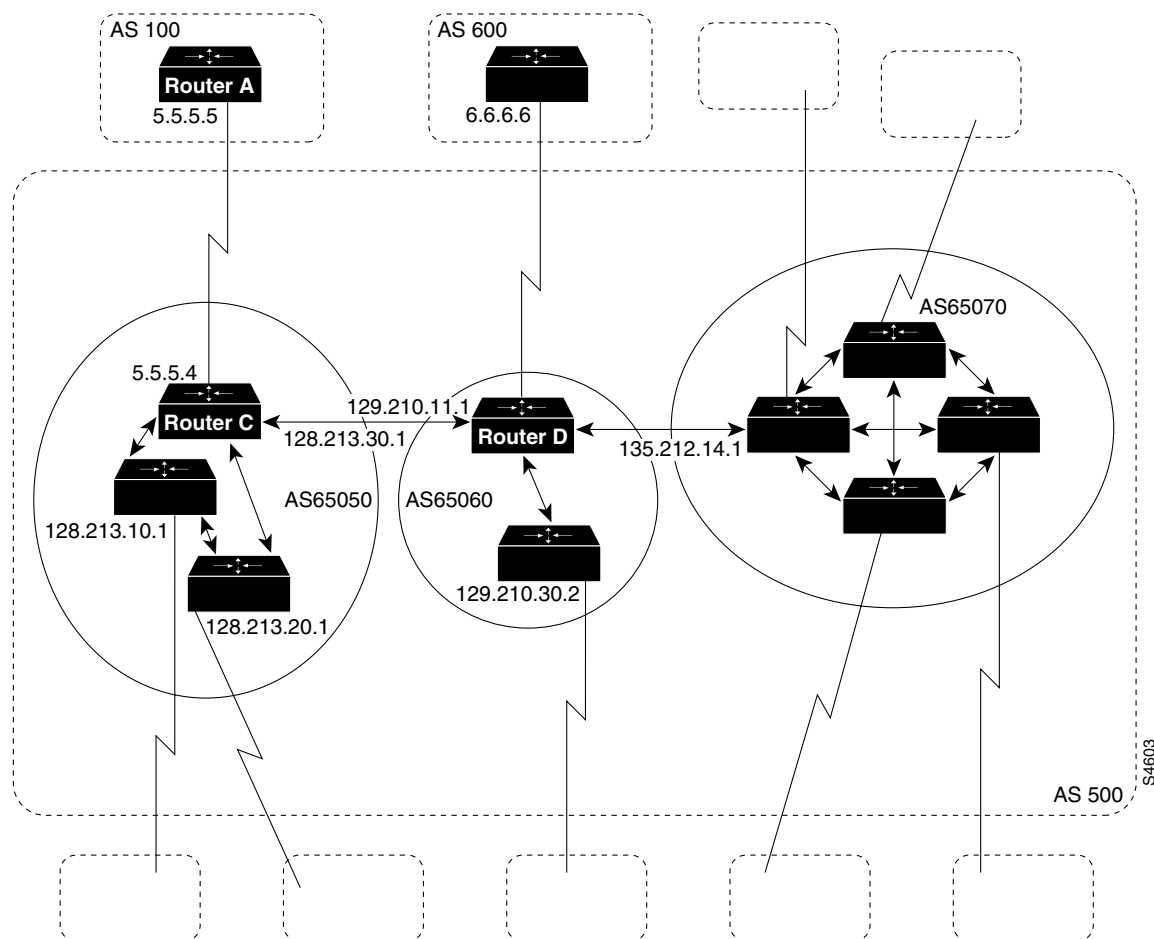 AS 100
AS 600
Router A
5.5.5.5
6.6.6.6
AS65070
5.5.5.4
Router C
129.210.11.1
128.213.30.1
Router D
135.212.14.1
AS65050
AS65060
128.213.10.1
129.210.30.2
128.213.20.1
S4603
AS 500